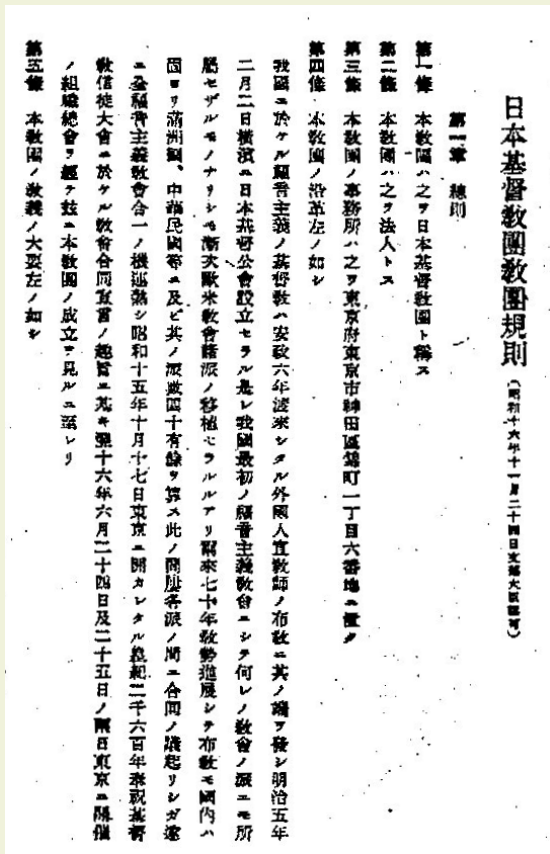 日本基督教團教團規則
（昭和十六年十一月二十四日文部大臣認可）
第一章　總則
第一條　本教團ハ之ヲ日本基督教團ト稱ス
第二條　本教團ハ之ヲ法人トス
第三條　本教團ノ事務所ハ之ヲ東京府東京市神田區錦町一丁目六番地ニ置ク
第四條　本教團ノ沿革左ノ如シ
我國ニ於ケル福音主義ノ基督教ハ安政六年渡來シタル外國人宣教師ノ布教ニ其ノ端ヲ發シ明治五年
二月二日橫濱ニ日本基督公會設立セラル是レ我國最初ノ福音主義教會ニシテ何レノ教會ノ派ニモ所
屬セザルモノナリシモ漸次歐米教會諸派ノ移植セラルルアリ爾來七十年教勢進展シテ布教モ國內ハ
固ヨリ滿洲國、中華民國等ニ及ビ其ノ派數四十有餘ヲ算ス此ノ間屢各派ノ間ニ合同ノ議起リシガ遂
ニ全福音主義教會合一ノ機運熟シ昭和十五年十月十七日東京ニ開カレタル皇紀二千六百年奉祝基督
教信徒大會ニ於ケル教會合同宣言ノ趣旨ニ基キ翌十六年六月二十四日及二十五日ノ兩日東京ニ開催
ノ組織總會ヲ經テ茲ニ本教團ノ成立ヲ見ルニ至レリ
第五條　本教團ノ教義ノ大要左ノ如シ